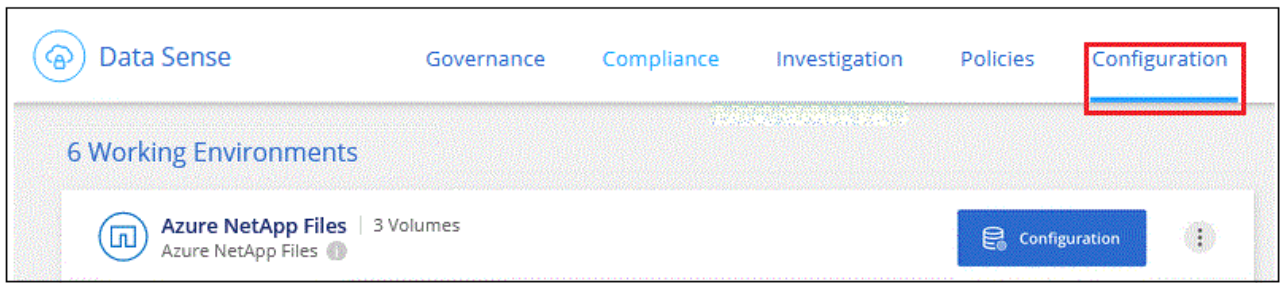 Data Sense Governance Compliance Investigation Policies Configuration
6 Working Environments
Azure NetApp Files | 3 Volumes
Azure NetApp Files
Configuration